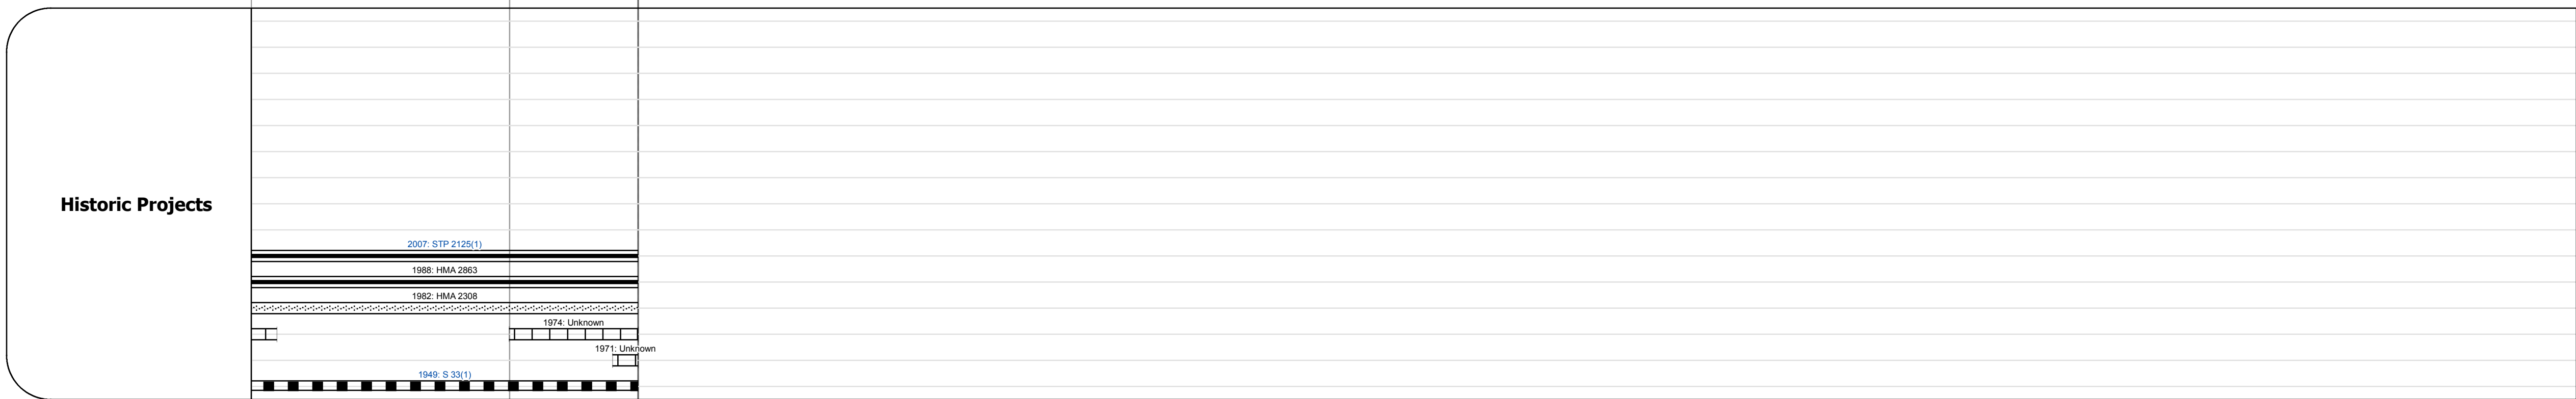 Historic Projects
2007: STP 2125(1)
1988: HMA 2863
1982: HMA 2308
1974: Unknown
1971: Unknown
1949: S 33(1)